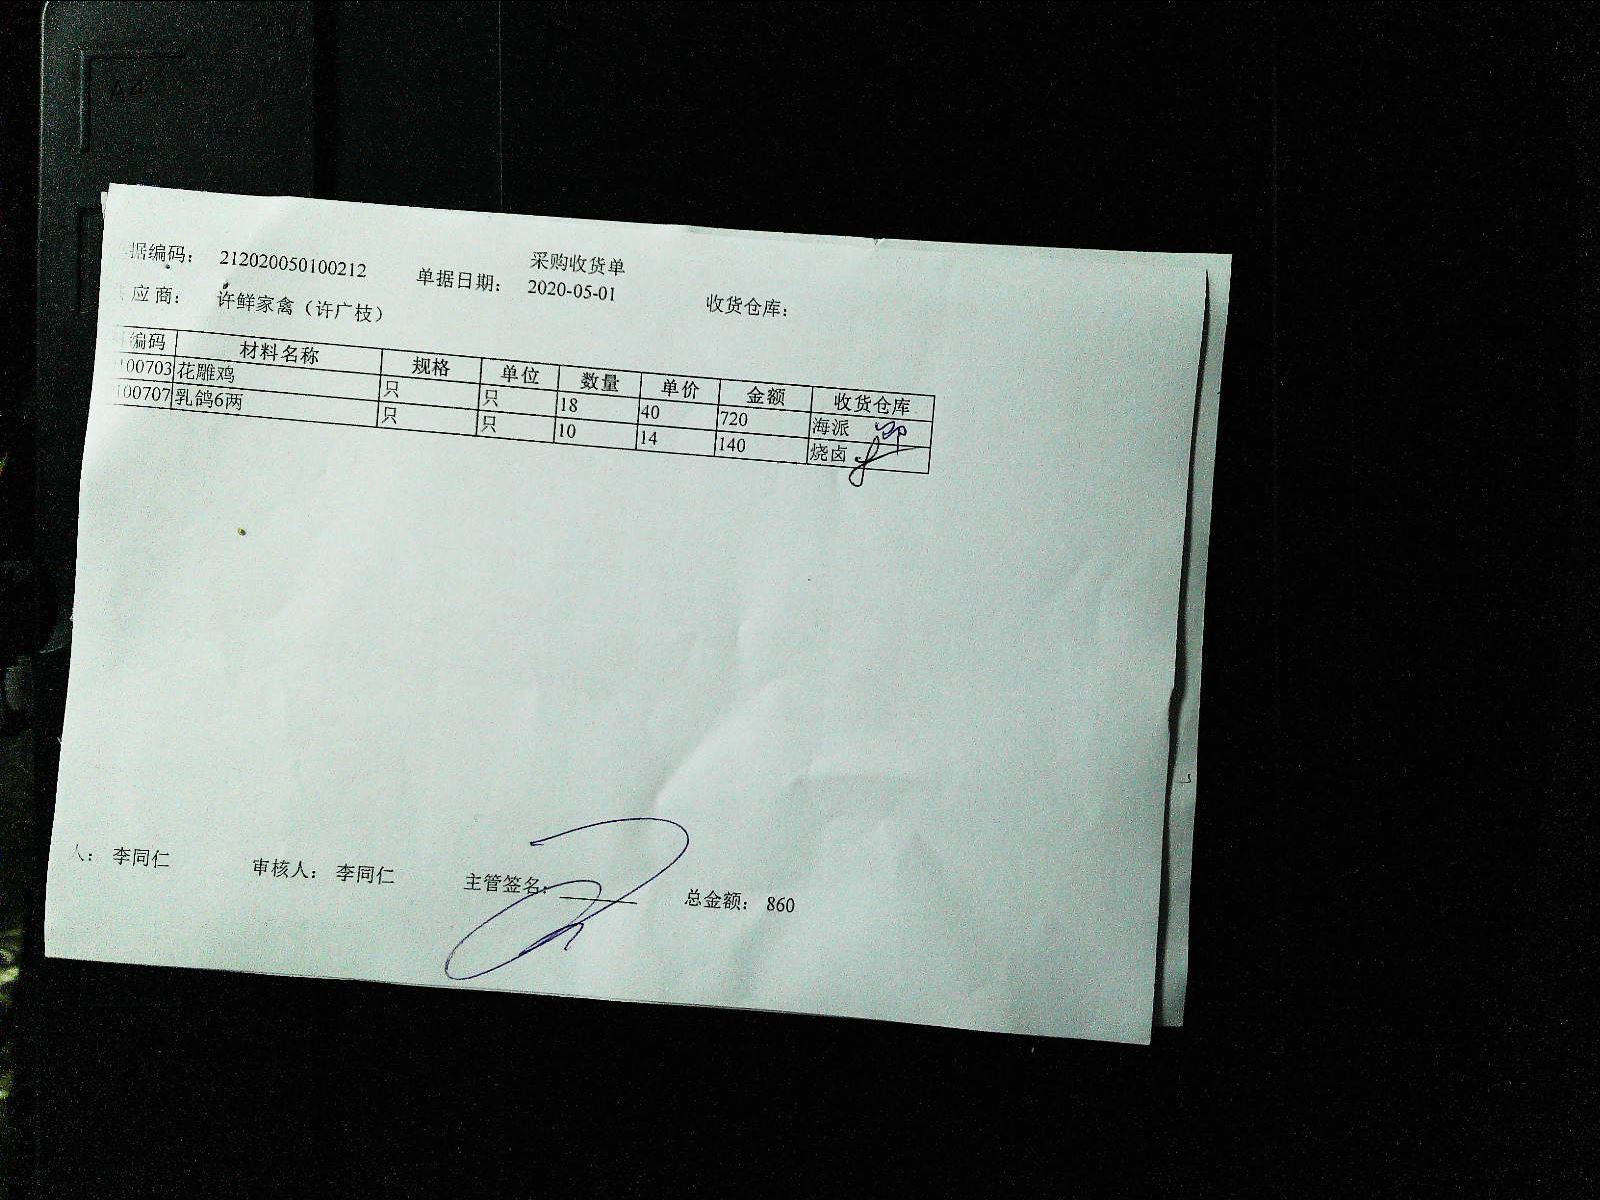 采购收货单
据编码： 212020050100212 单据日期： 2020-05-01 收货仓库：
应商： 许鲜家禽（许广枝）
编码 材料名称 规格 单位 数量 单价 金额 收货仓库
100703 花雕鸡 只 只 18 40 720 海派
100707 乳鸽6两 只 只 10 14 140 烧卤
人： 李同仁 审核人： 李同仁 主管签名： 总金额： 860
A4